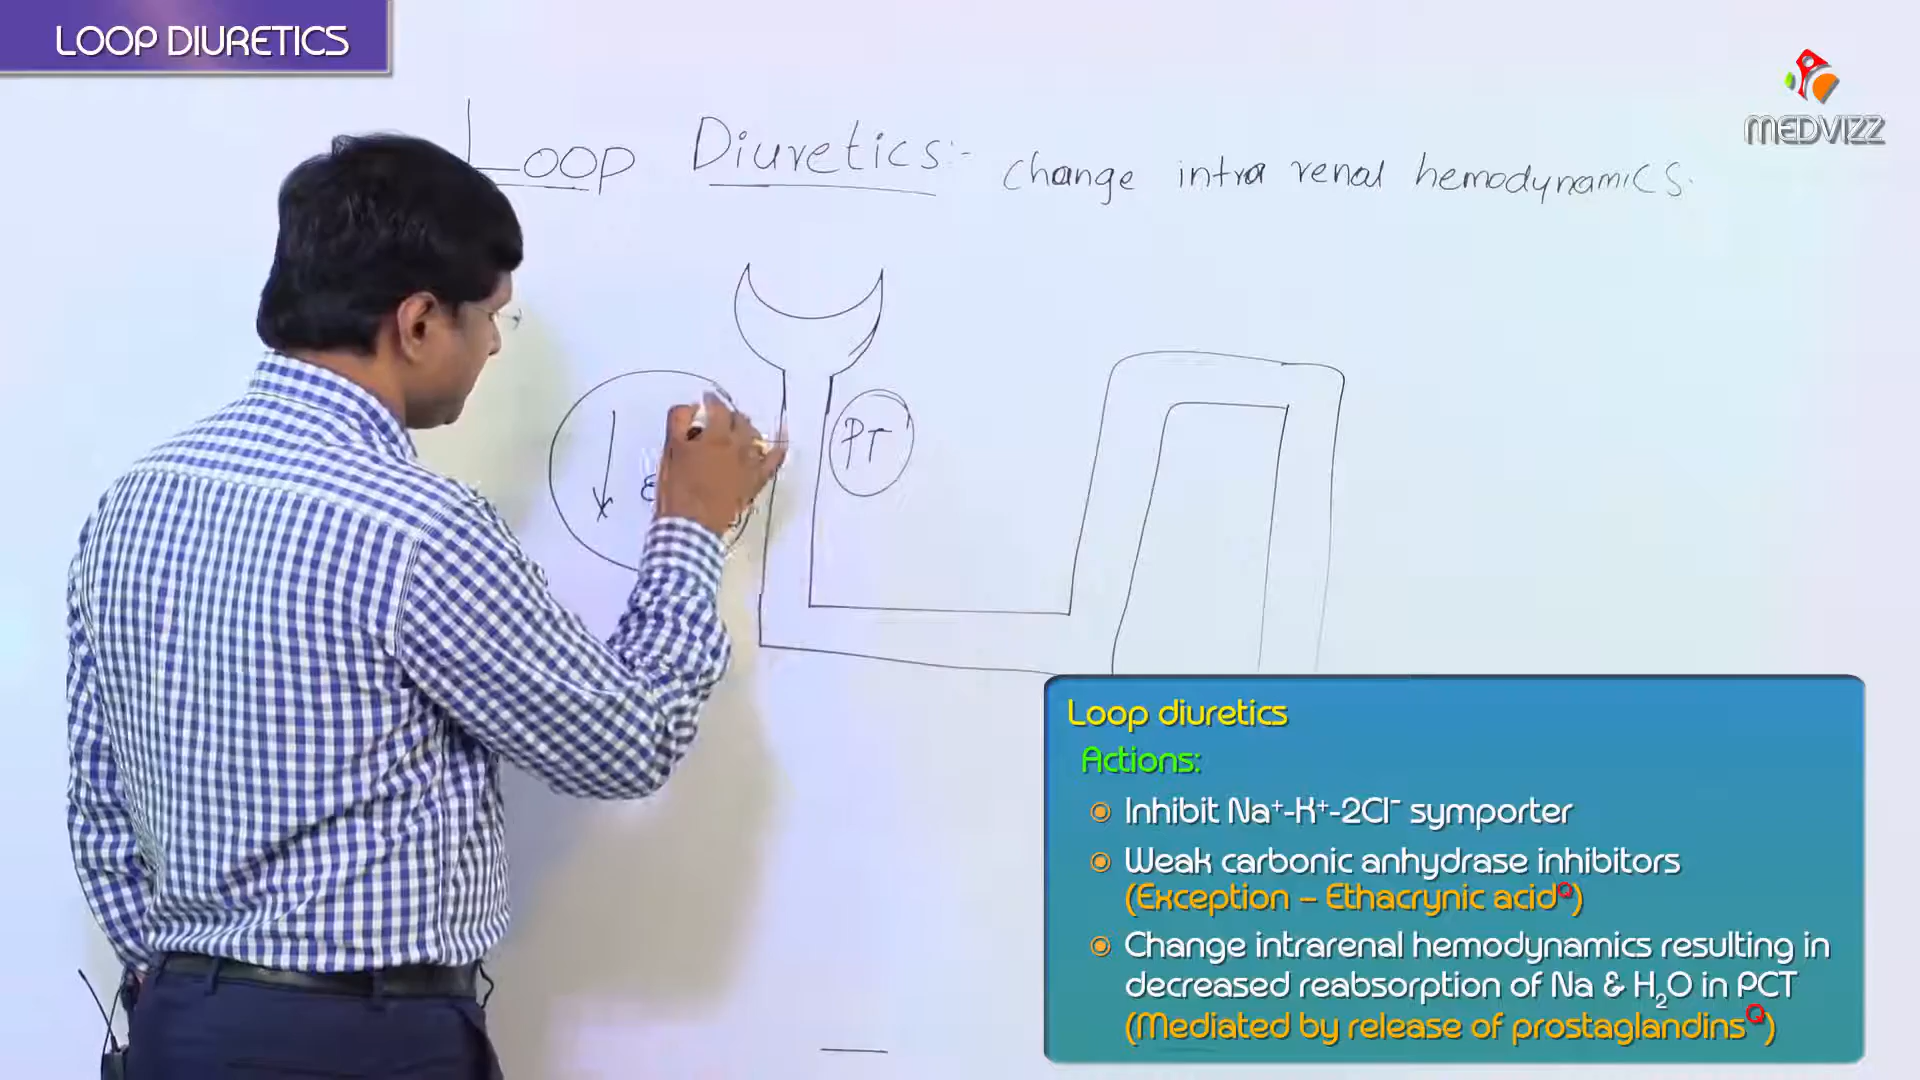 LOOP DIURETICS
MEDVIZZ
Loop Diuretics:- change intra renal hemodynamics.
PT
Loop diuretics
Actions:
Inhibit Na⁺-K⁺-2Cl⁻ symporter
Weak carbonic anhydrase inhibitors
(Exception – Ethacrynic acidQ)
Change intrarenal hemodynamics resulting in
decreased reabsorption of Na & H₂O in PCT
(Mediated by release of prostaglandinsQ)